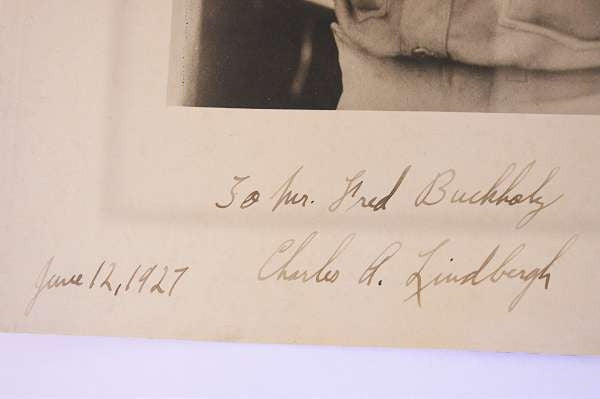 To Mr. Fred Buckholz
Charles A. Lindbergh
June 12, 1927